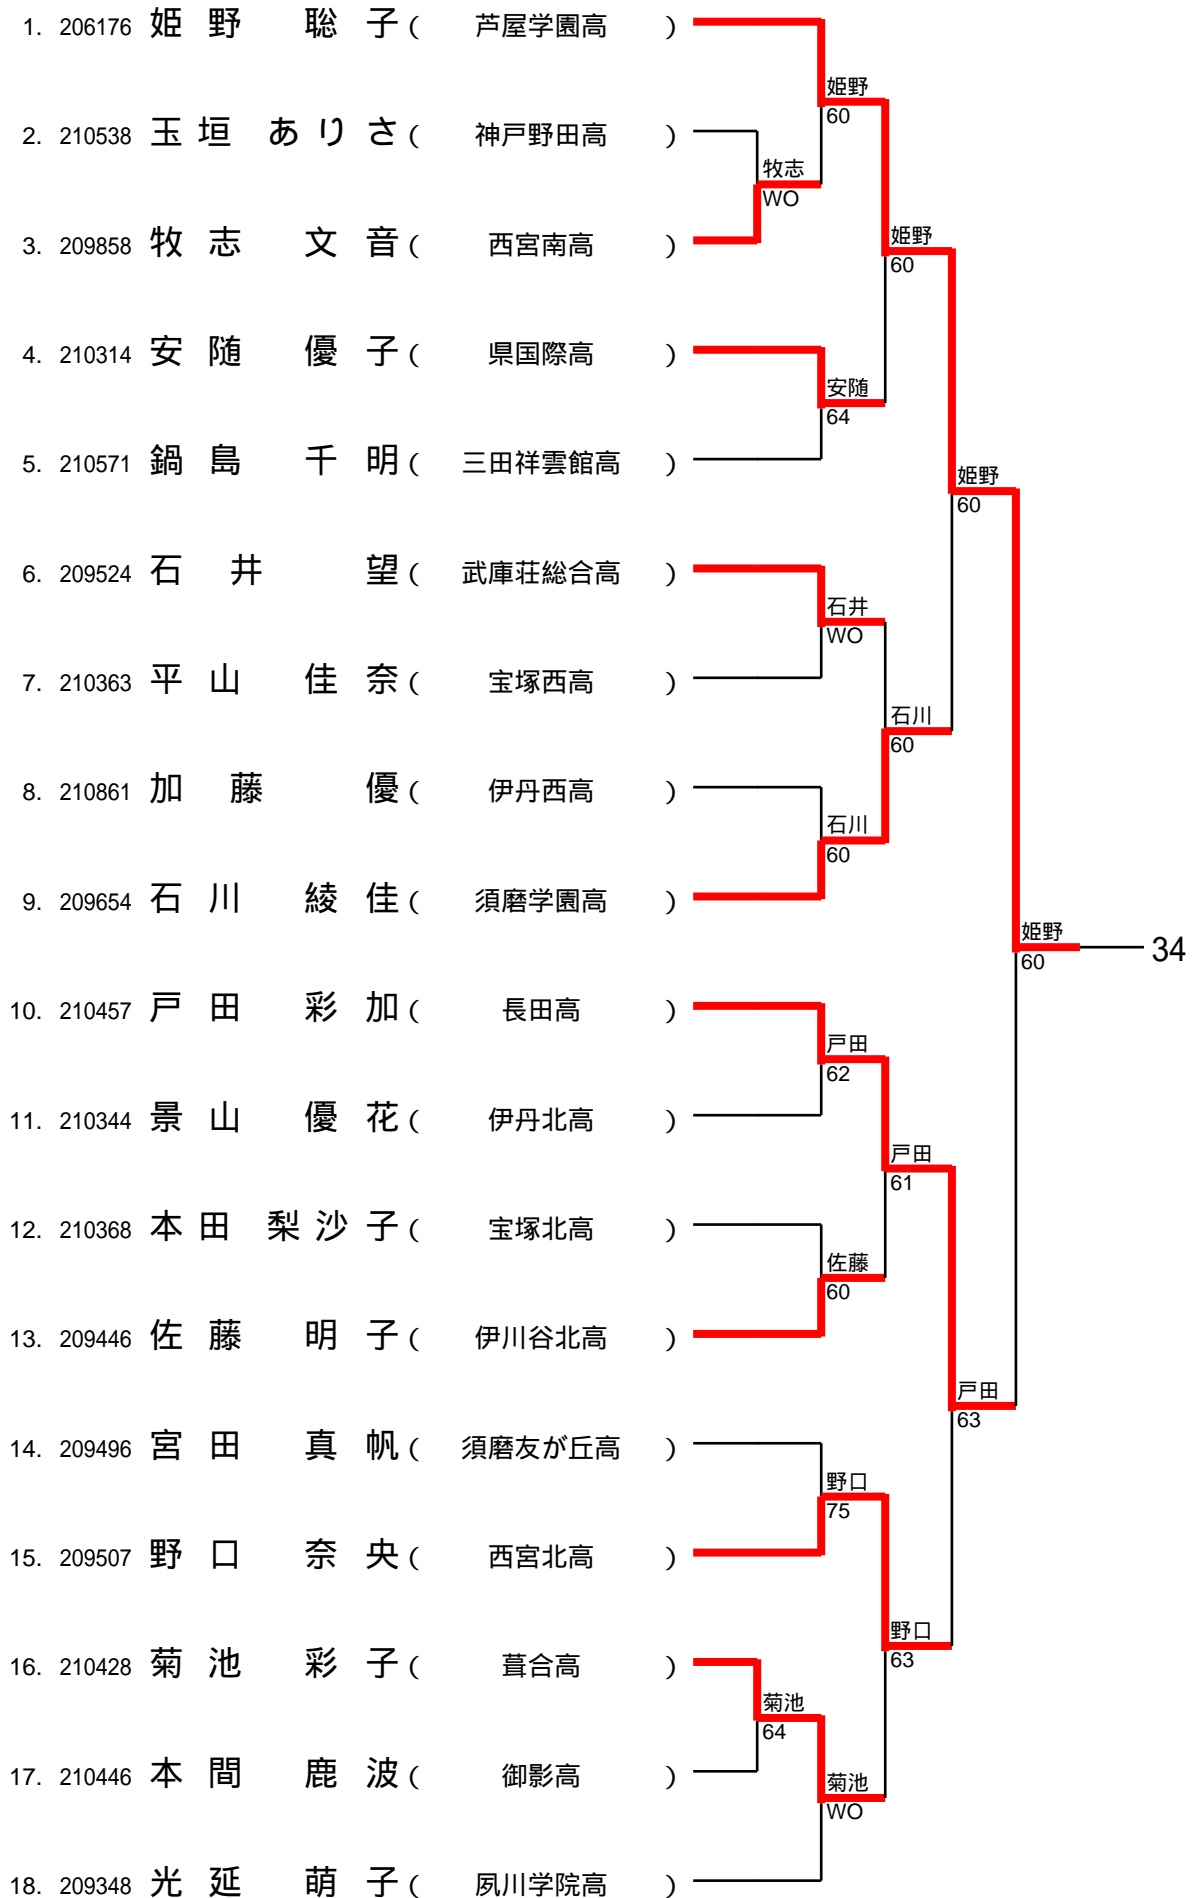 1. 206176 姫野 聡子 ( 芦屋学園高 )
姫野
60
2. 210538 玉垣 ありさ ( 神戸野田高 )
牧志
WO
3. 209858 牧志 文音 ( 西宮南高 )
姫野
60
4. 210314 安随 優子 ( 県国際高 )
安随
64
5. 210571 鍋島 千明 ( 三田祥雲館高 )
姫野
60
6. 209524 石井 望 ( 武庫荘総合高 )
石井
WO
7. 210363 平山 佳奈 ( 宝塚西高 )
石川
60
8. 210861 加藤 優 ( 伊丹西高 )
石川
60
9. 209654 石川 綾佳 ( 須磨学園高 )
姫野
60
34
10. 210457 戸田 彩加 ( 長田高 )
戸田
62
11. 210344 景山 優花 ( 伊丹北高 )
戸田
61
12. 210368 本田 梨沙子 ( 宝塚北高 )
佐藤
60
13. 209446 佐藤 明子 ( 伊川谷北高 )
戸田
63
14. 209496 宮田 真帆 ( 須磨友が丘高 )
野口
75
15. 209507 野口 奈央 ( 西宮北高 )
野口
63
16. 210428 菊池 彩子 ( 葺合高 )
菊池
64
17. 210446 本間 鹿波 ( 御影高 )
菊池
WO
18. 209348 光延 萌子 ( 夙川学院高 )